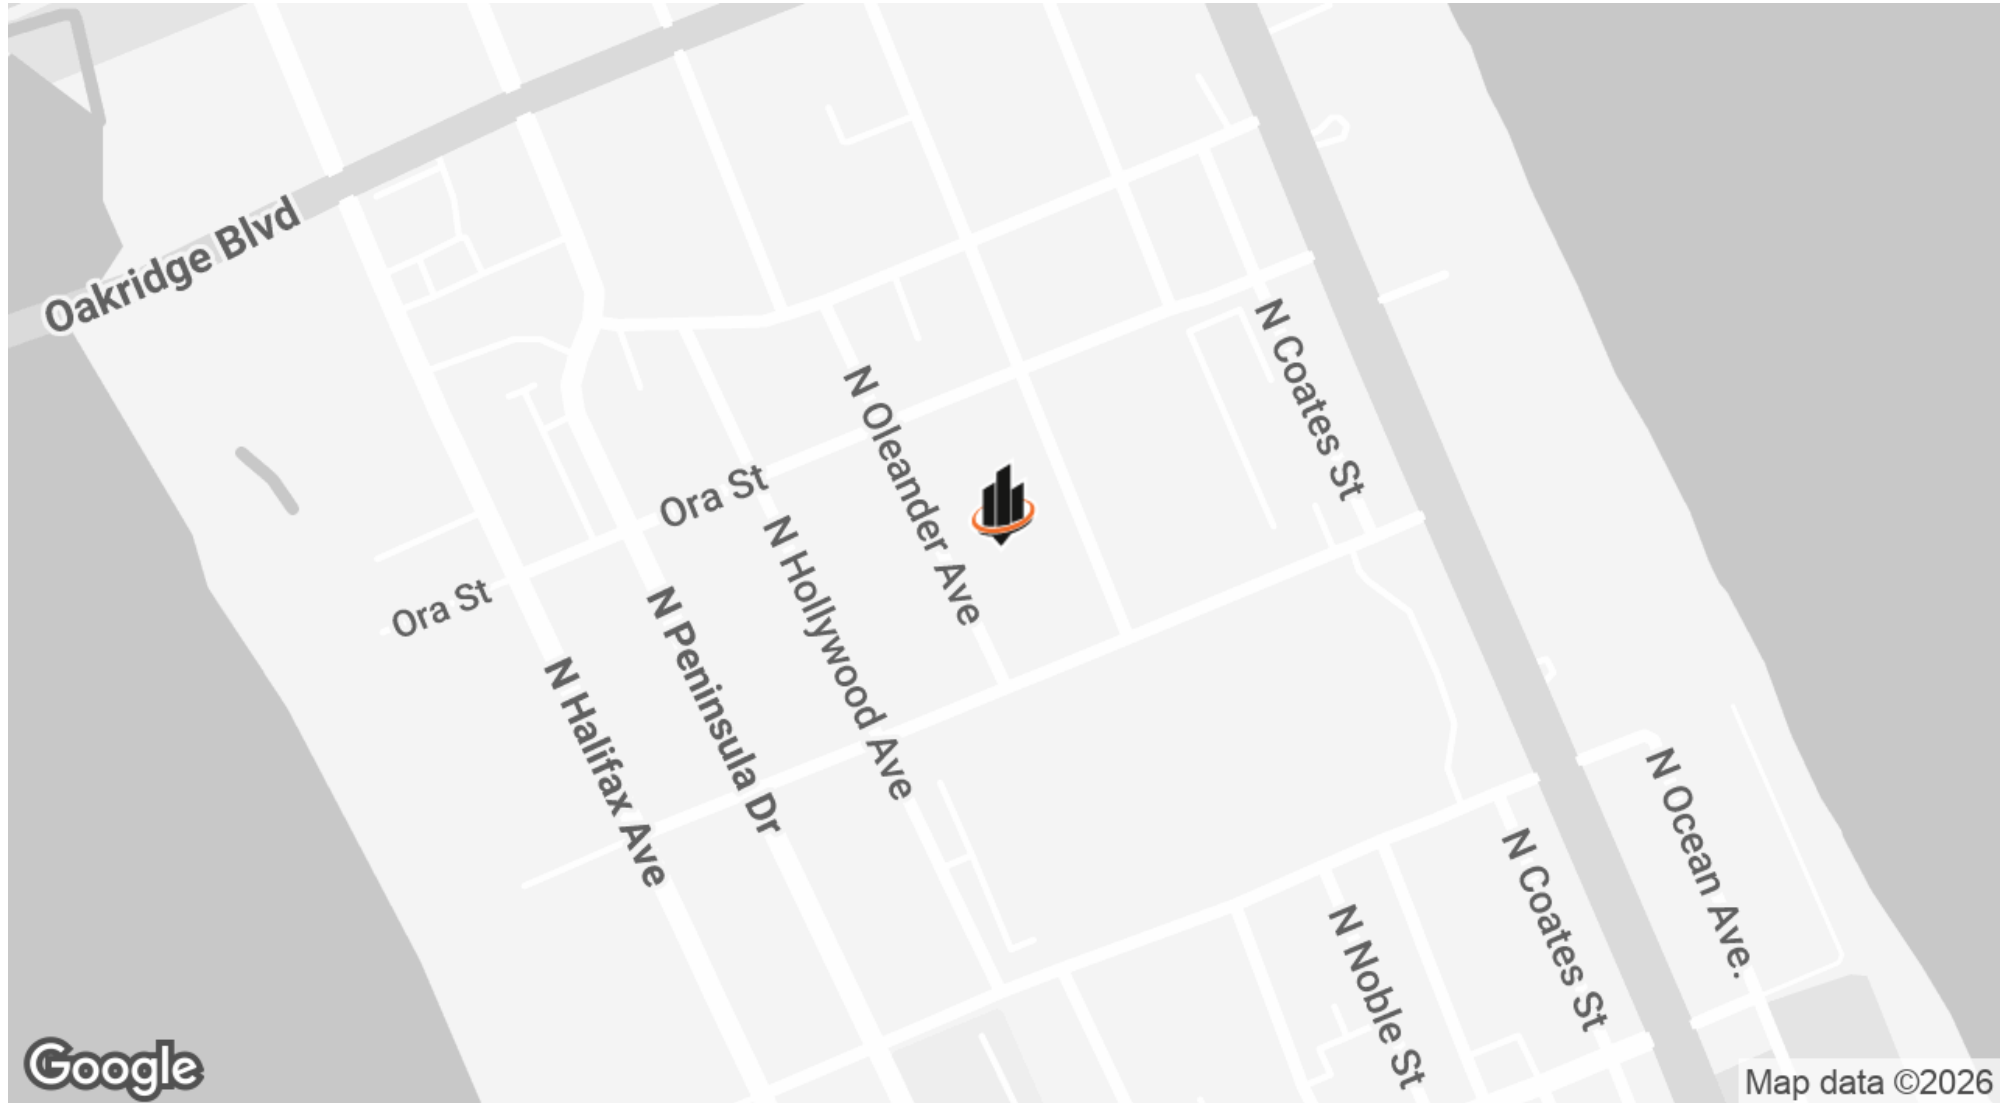 Oakridge Blvd
N Coates St
N Oleander Ave
Ora St
N Hollywood Ave
Ora St
N Peninsula Dr
N Halifax Ave
N Ocean Ave.
N Coates St
N Noble St
Google
Map data ©2026